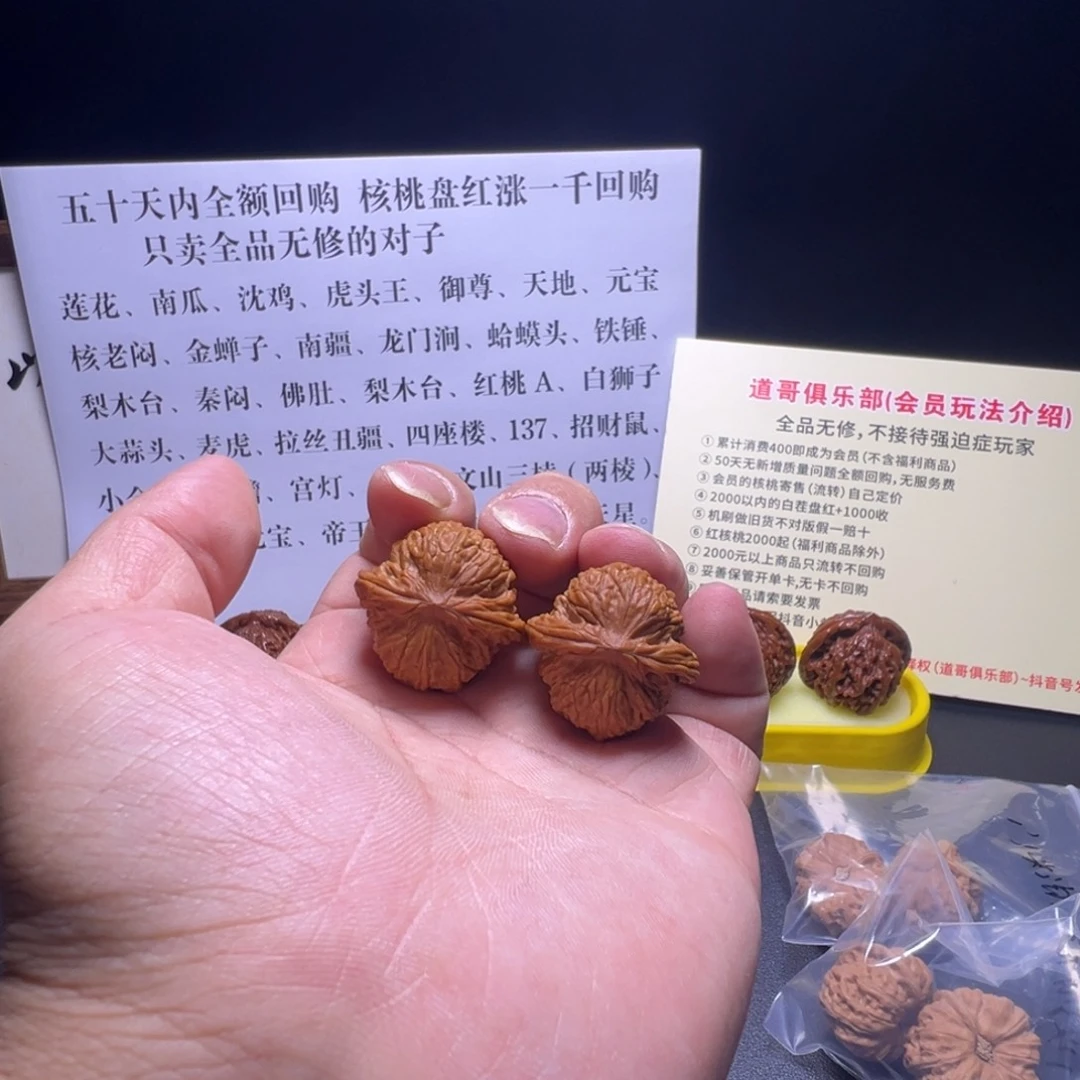 五十天内全额回购 核桃盘红涨一千回购
只卖全品无修的对子
莲花、南瓜、沈鸡、虎头王、御尊、天地、元宝
核老闷、金蝉子、南疆、龙门涧、蛤蟆头、铁锤、
梨木台、秦闷、佛肚、梨木台、红桃A、白狮子
大蒜头、麦虎、拉丝丑疆、四座楼、137、招财鼠、
、宫灯、 文山三棱（两棱）、
宝、帝王 星。
道哥俱乐部(会员玩法介绍)
全品无修,不接待强迫症玩家
①累计消费400即成为会员(不含福利商品)
②50天无新增质量问题全额回购,无服务费
③会员的核桃寄售(流转)自己定价
④2000以内的白茬盘红+1000收
⑤机刷做旧货不对版假一赔十
⑥红核桃2000起(福利商品除外)
⑦2000元以上商品只流转不回购
⑧妥善保管开单卡,无卡不回购
品请索要发票
抖音小
释权(道哥俱乐部)~抖音号